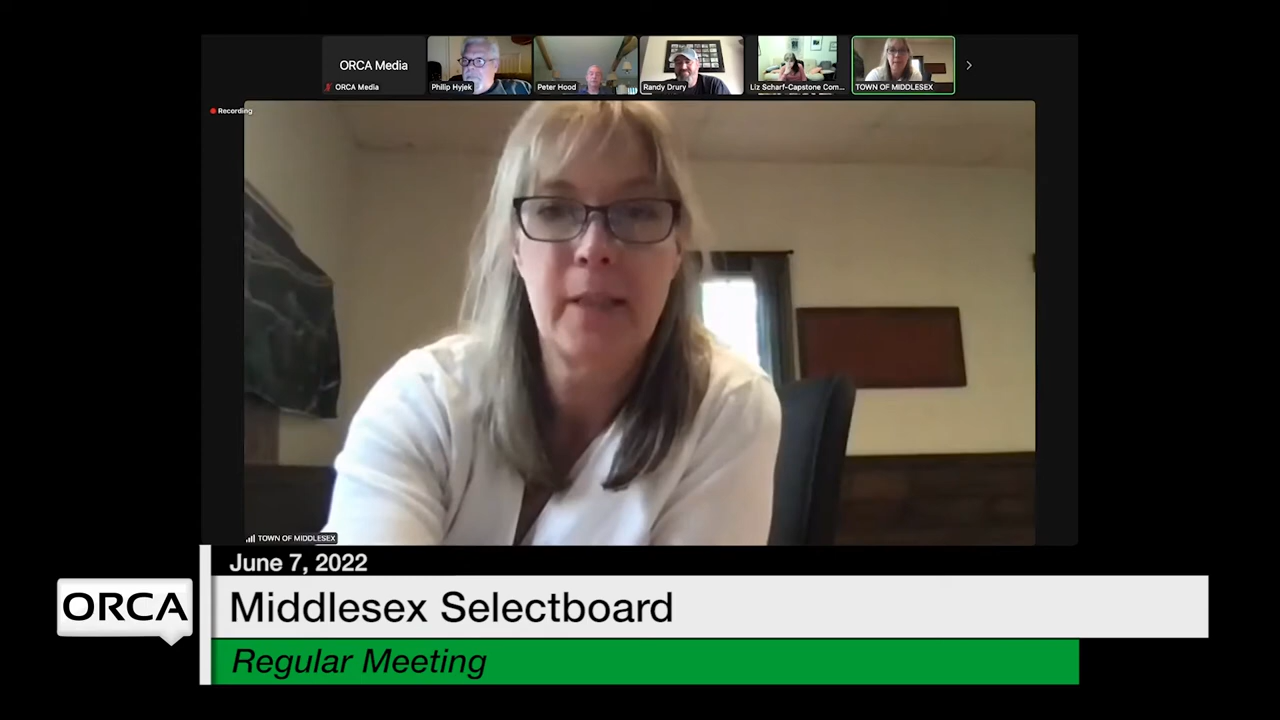 ORCA Media
ORCA Media
Philip Hyjek
Peter Hood
Randy Drury
Liz Scharf-Capstone Com...
TOWN OF MIDDLESEX
Recording
TOWN OF MIDDLESEX
June 7, 2022
ORCA
Middlesex Selectboard
Regular Meeting